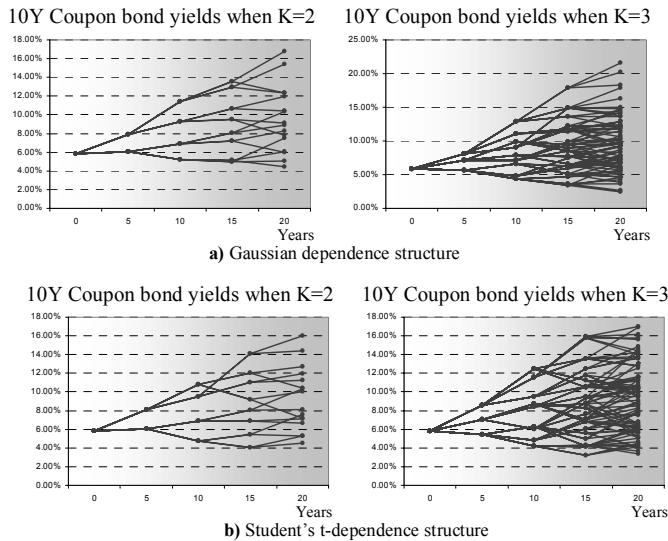 10Y Coupon bond yields when K=2
10Y Coupon bond yields when K=3
18.00%
16.00%
14.00%
12.00%
10.00%
8.00%
6.00%
4.00%
2.00%
0.00%
0 5 10 15 20
Years
25.00%
20.00%
15.00%
10.00%
5.00%
0.00%
0 5 10 15 20
Years
a) Gaussian dependence structure
10Y Coupon bond yields when K=2
10Y Coupon bond yields when K=3
18.00%
16.00%
14.00%
12.00%
10.00%
8.00%
6.00%
4.00%
2.00%
0.00%
0 5 10 15 20
Years
18.00%
16.00%
14.00%
12.00%
10.00%
8.00%
6.00%
4.00%
2.00%
0.00%
0 5 10 15 20
Years
b) Student's t-dependence structure